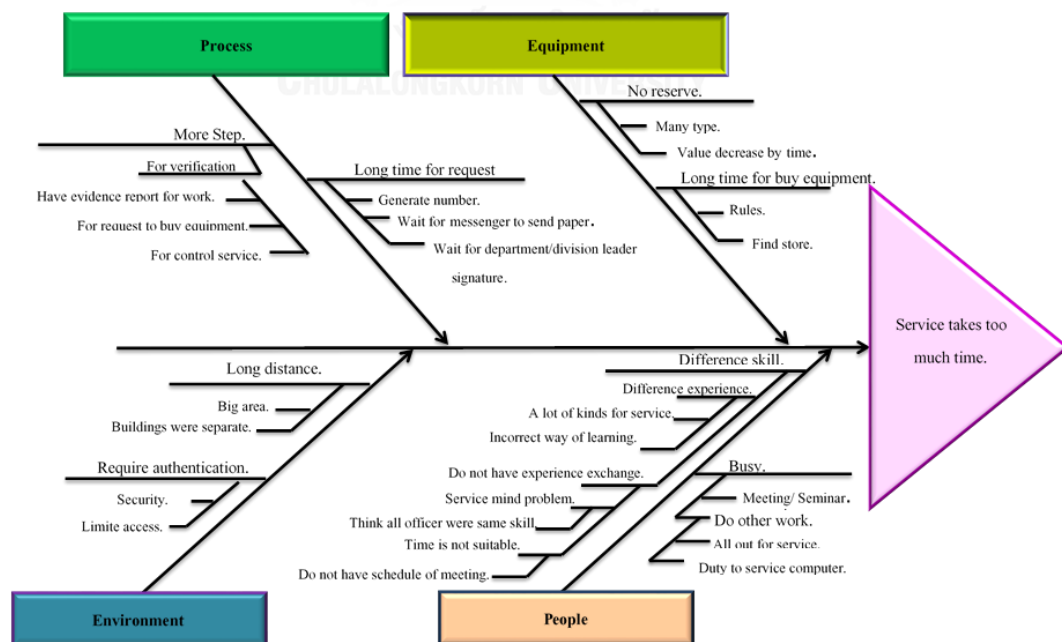 CHULALONGKORN UNIVERSITY
Process
Equipment
No reserve.
Many type.
Value decrease by time.
Long time for buy equipment.
Rules.
Find store.
More Step.
For verification
Have evidence report for work.
For request to buy equipment.
For control service.
Long time for request
Generate number.
Wait for messenger to send paper.
Wait for department/division leader
signature.
Service takes too
much time.
Long distance.
Big area.
Buildings were separate.
Require authentication.
Security.
Limite access.
Difference skill.
Difference experience.
A lot of kinds for service.
Incorrect way of learning.
Do not have experience exchange.
Service mind problem.
Think all officer were same skill.
Time is not suitable.
Do not have schedule of meeting.
Busy.
Meeting/ Seminar.
Do other work.
All out for service.
Duty to service computer.
Environment
People